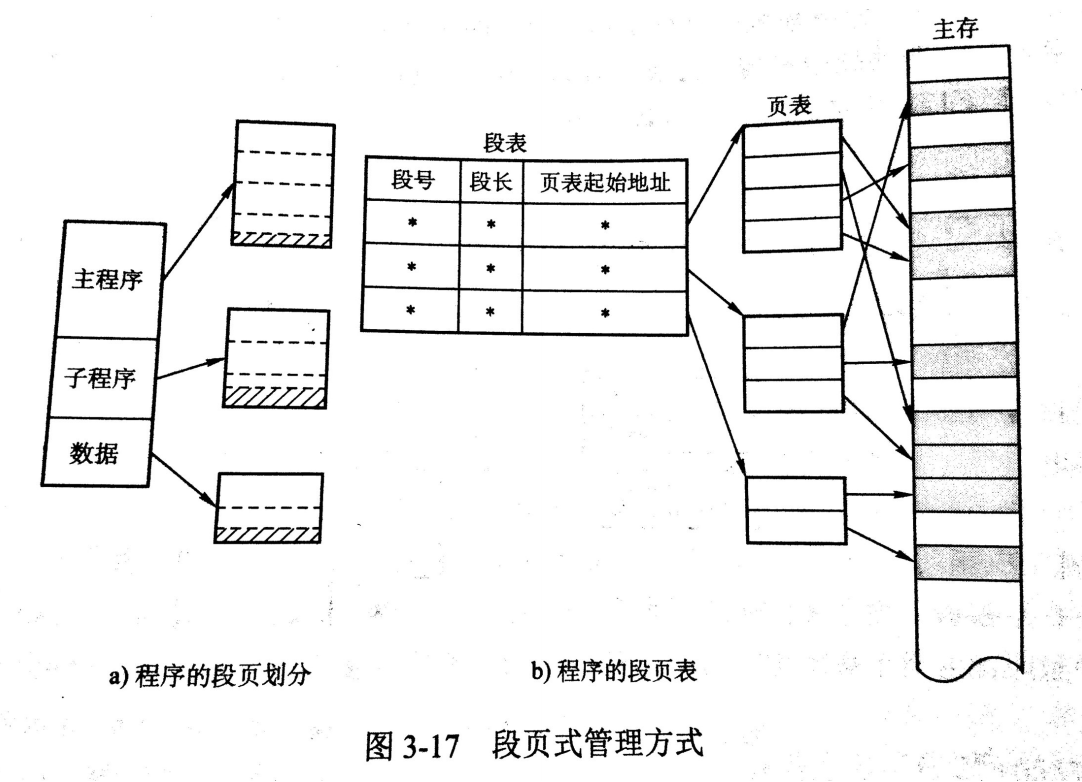 主存
页表
段表
段号 段长 页表起始地址
* * *
* * *
* * *
主程序
子程序
数据
a) 程序的段页划分
b) 程序的段页表
图 3-17 段页式管理方式